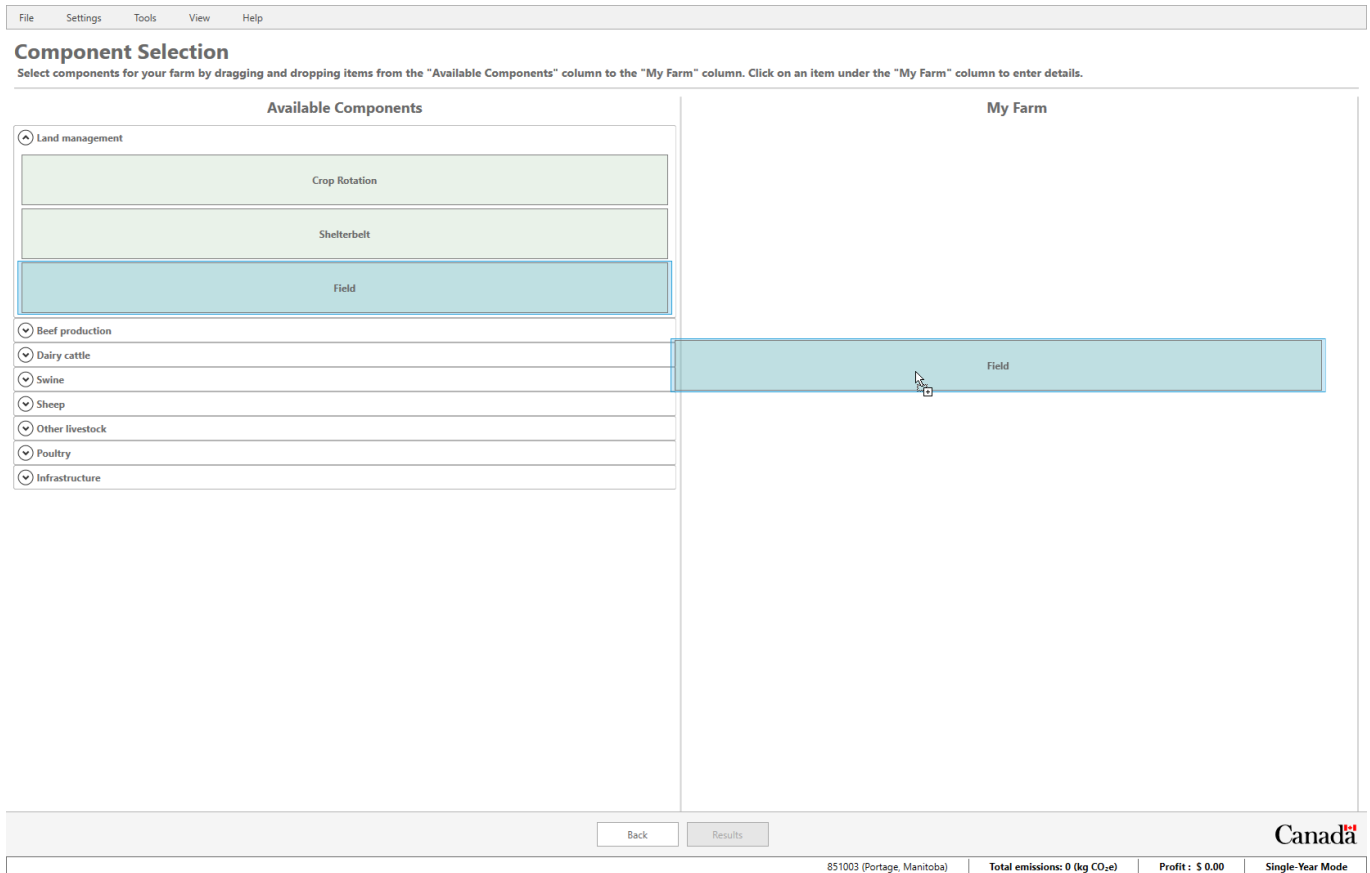 File Settings Tools View Help
Component Selection
Select components for your farm by dragging and dropping items from the "Available Components" column to the "My Farm" column. Click on an item under the "My Farm" column to enter details.
Available Components
Land management
Crop Rotation
Shelterbelt
Field
Beef production
Dairy cattle
Swine
Sheep
Other livestock
Poultry
Infrastructure
My Farm
Field
Back Results
Canada
851003 (Portage, Manitoba) Total emissions: 0 (kg CO₂e) Profit : $ 0.00 Single-Year Mode